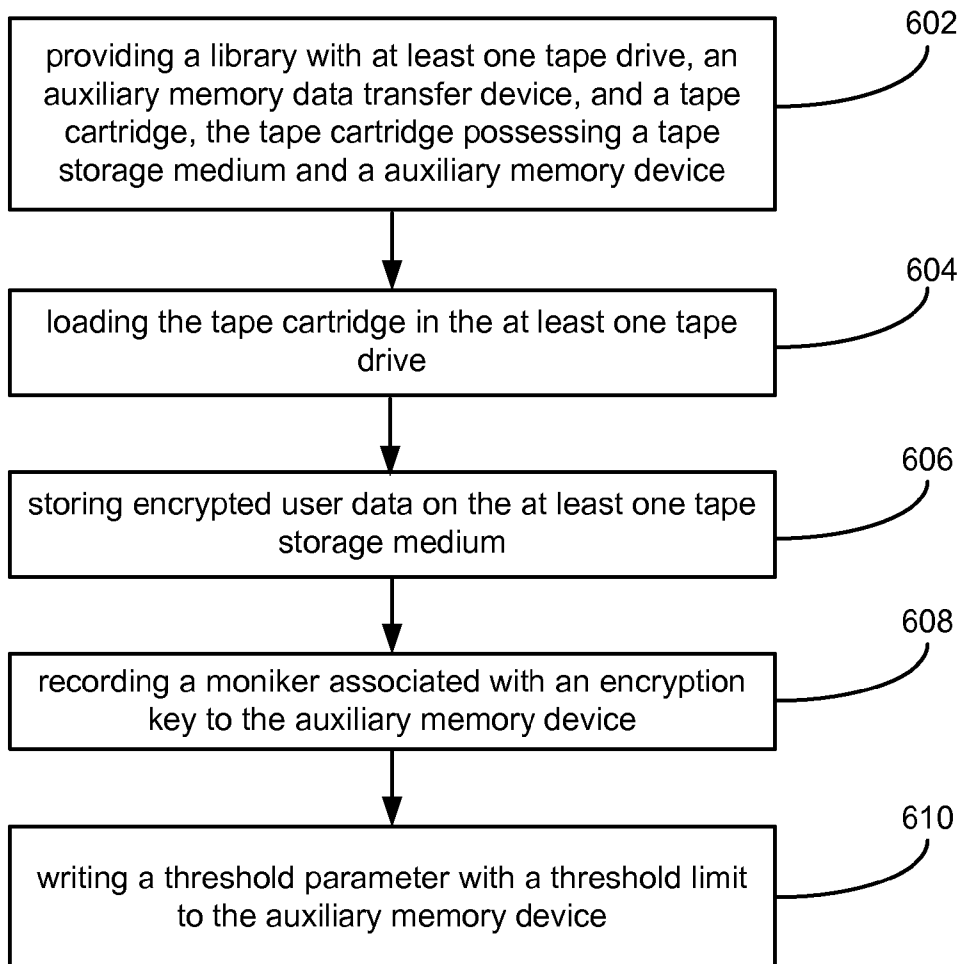 602
providing a library with at least one tape drive, an
auxiliary memory data transfer device, and a tape
cartridge, the tape cartridge possessing a tape
storage medium and a auxiliary memory device
604
loading the tape cartridge in the at least one tape
drive
606
storing encrypted user data on the at least one tape
storage medium
608
recording a moniker associated with an encryption
key to the auxiliary memory device
610
writing a threshold parameter with a threshold limit
to the auxiliary memory device